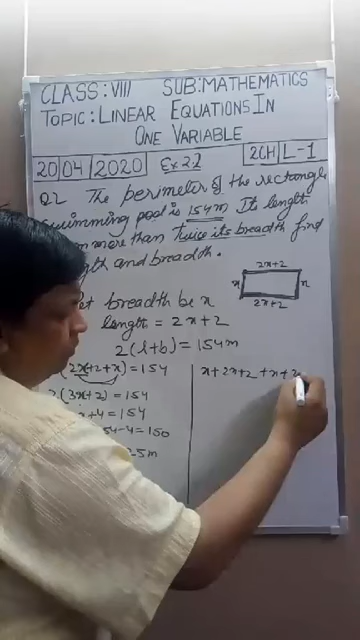 CLASS:VIII SUB:MATHEMATICS
TOPIC:LINEAR EQUATIONS IN
ONE VARIABLE
20|04|2020 Ex 2.2 2CH L-1
Q2 The perimeter of the rectangle
swimming pool is 154m Its length
more than twice its breadth find
and breadth.
2x+2
x x
2x+2
breadth be x
length = 2x+2
2(l+b) = 154m
(2x+2+x) = 154
(3x+2) = 154
x+4 = 154
54-4 = 150
25m
x+2x+2+x+2